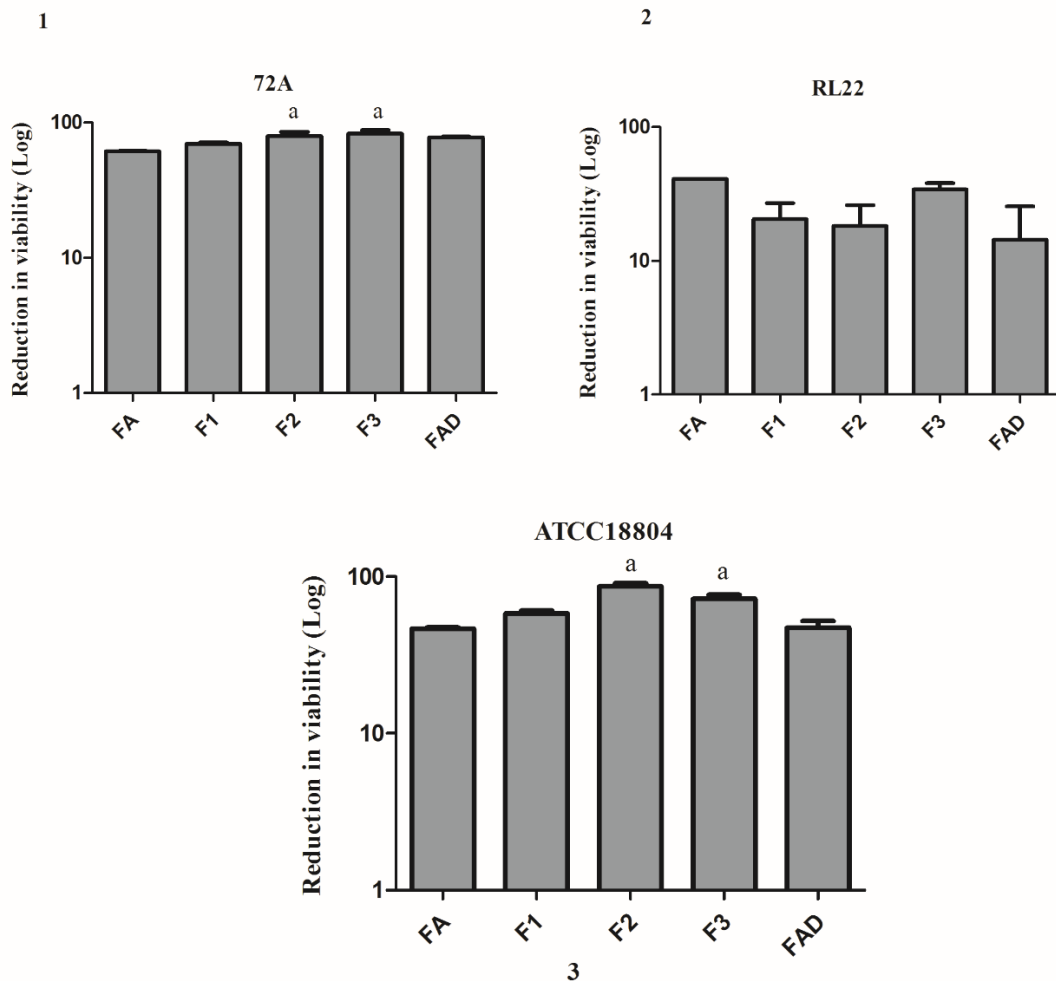 1
72A
Reduction in viability (Log)
100
10
1
a
a
FA
F1
F2
F3
FAD
2
RL22
Reduction in viability (Log)
100
10
1
FA
F1
F2
F3
FAD
ATCC18804
Reduction in viability (Log)
100
10
1
a
a
FA
F1
F2
F3
FAD
3